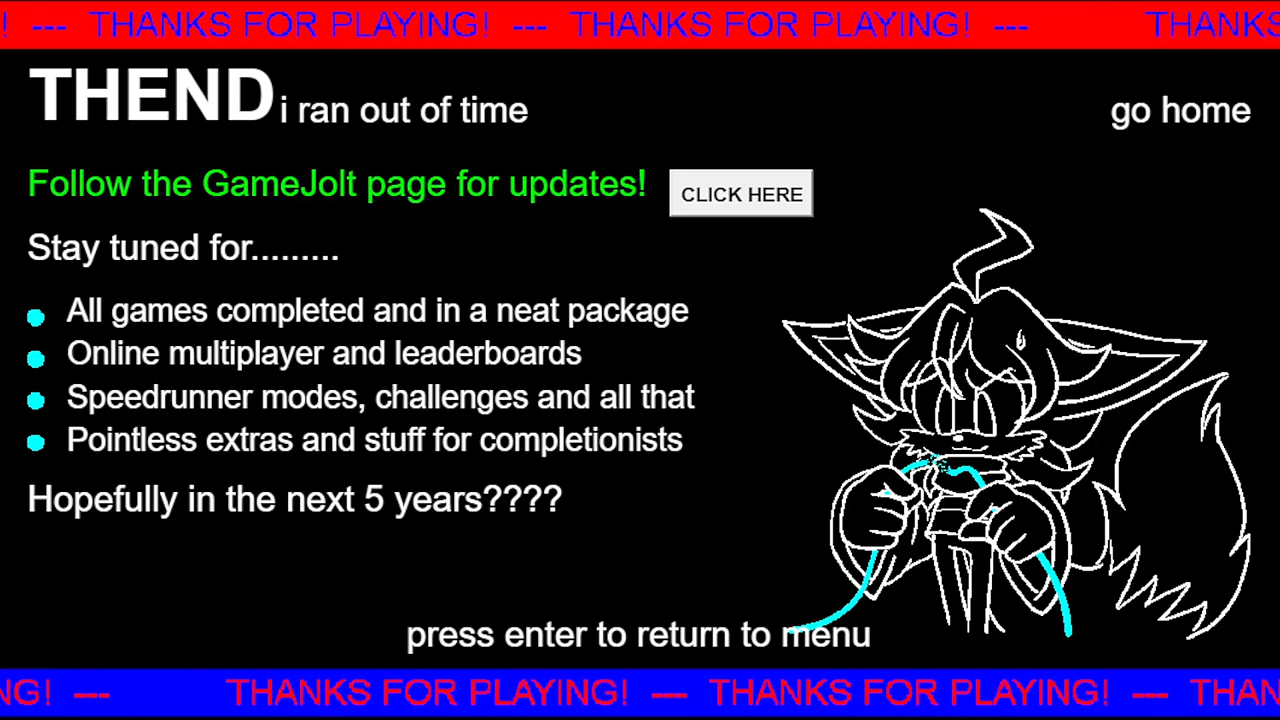 ! --- THANKS FOR PLAYING! --- THANKS FOR PLAYING! --- THANKS
THEND i ran out of time go home
Follow the GameJolt page for updates! CLICK HERE
Stay tuned for.........
All games completed and in a neat package
Online multiplayer and leaderboards
Speedrunner modes, challenges and all that
Pointless extras and stuff for completionists
Hopefully in the next 5 years????
press enter to return to menu
NG! --- THANKS FOR PLAYING! --- THANKS FOR PLAYING! --- THAN